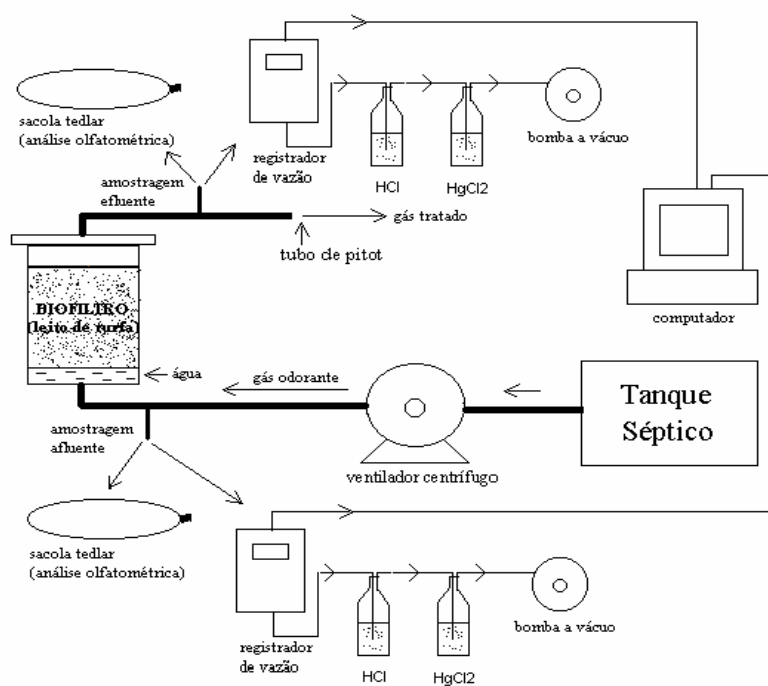 sacola tedlar
(análise olfatométrica)
registrador
de vazão
HCl
HgCl2
bomba a vácuo
amostragem
efluente
gás tratado
tubo de pitot
computador
BIOFILTRO
(leito de turfa)
água
gás odorante
Tanque
Séptico
amostragem
afluente
ventilador centrífugo
sacola tedlar
(análise olfatométrica)
registrador
de vazão
HCl
HgCl2
bomba a vácuo